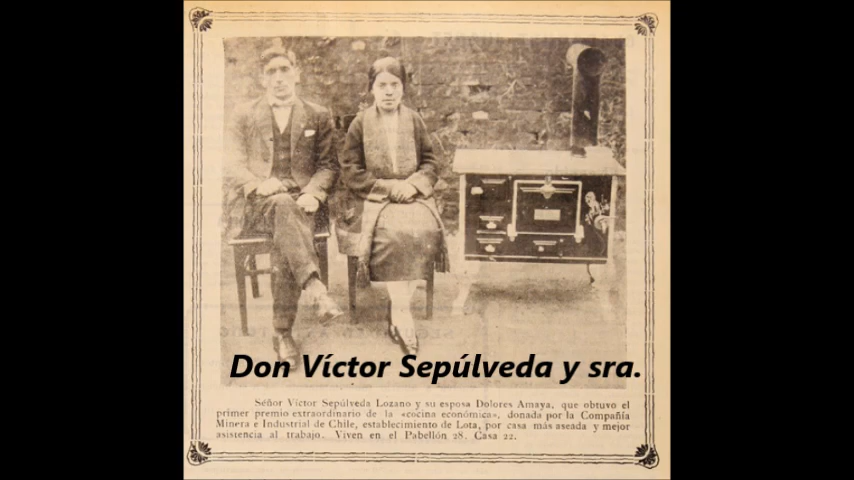 Don Víctor Sepúlveda y sra.
Séñor Víctor Sepúlveda Lozano y su esposa Dolores Amaya, que obtuvo el
primer premio extraordinario de la «cocina económica», donada por la Compañía
Minera e Industrial de Chile, establecimiento de Lota, por casa más aseada y mejor
asistencia al trabajo. Viven en el Pabellón 28. Casa 22.